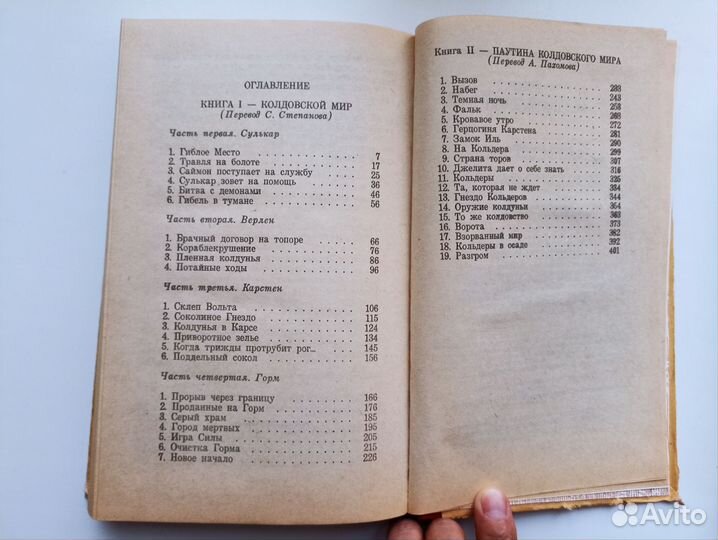 ОГЛАВЛЕНИЕ
КНИГА I — КОЛДОВСКОЙ МИР
(Перевод С. Степанова)
Часть первая. Сулькар
1. Гиблое Место . . . . . . . . . . 7
2. Травля на болоте . . . . . . . . . . 17
3. Саймон поступает на службу . . . . . . 25
4. Сулькар зовет на помощь . . . . . . . 36
5. Битва с демонами . . . . . . . . . . 46
6. Гибель в тумане . . . . . . . . . . 56
Часть вторая. Верлен
1. Брачный договор на топоре . . . . . . 66
2. Кораблекрушение . . . . . . . . . . 76
3. Пленная колдунья . . . . . . . . . . 86
4. Потайные ходы . . . . . . . . . . 96
Часть третья. Карстен
1. Склеп Вольта . . . . . . . . . . 106
2. Соколиное Гнездо . . . . . . . . . . 115
3. Колдунья в Карсе . . . . . . . . . . 124
4. Приворотное зелье . . . . . . . . . . 134
5. Когда трижды протрубит рог... . . . . . 145
6. Поддельный сокол . . . . . . . . . . 156
Часть четвертая. Горм
1. Прорыв через границу . . . . . . . . 166
2. Проданные на Горм . . . . . . . . . 176
3. Серый храм . . . . . . . . . . 185
4. Город мертвых . . . . . . . . . . 195
5. Игра Силы . . . . . . . . . . 205
6. Очистка Горма . . . . . . . . . . 215
7. Новое начало . . . . . . . . . . 226
Книга II — ПАУТИНА КОЛДОВСКОГО МИРА
(Перевод А. Пахомова)
1. Вызов
2. Набег . . . . . . . . . . 233
3. Темная ночь . . . . . . . . . . 243
4. Фальк . . . . . . . . . . 258
5. Кровавое утро . . . . . . . . . . 268
6. Герцогиня Карстена . . . . . . . . . . 272
7. Замок Иль . . . . . . . . . . 281
8. На Кольдера . . . . . . . . . . 290
9. Страна торов . . . . . . . . . . 299
10. Джелита дает о себе знать . . . . . . 307
11. Кольдеры . . . . . . . . . . 316
12. Та, которая не ждет . . . . . . . . . 325
13. Гнездо Кольдеров . . . . . . . . . . 334
14. Оружие колдуньи . . . . . . . . . . 344
15. То же колдовство . . . . . . . . . . 354
16. Ворота . . . . . . . . . . 363
17. Взорванный мир . . . . . . . . . . 373
18. Кольдеры в осаде . . . . . . . . . . 382
19. Разгром . . . . . . . . . . 392
401
Avito